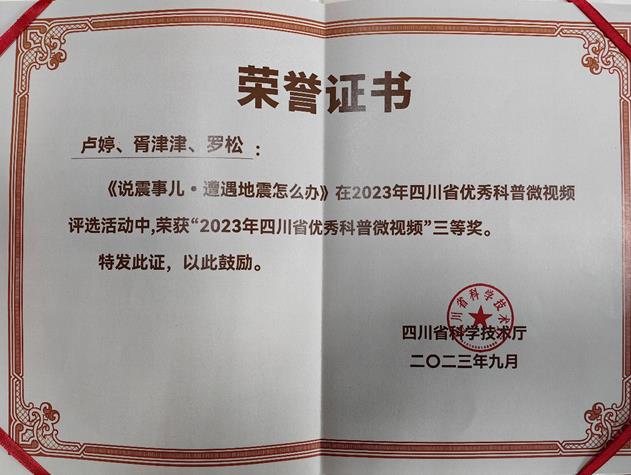 荣誉证书
卢婷、胥津津、罗松：
《说震事儿·遭遇地震怎么办》在2023年四川省优秀科普微视频
评选活动中,荣获“2023年四川省优秀科普微视频”三等奖。
特发此证，以此鼓励。
四川省科学技术厅
二〇二三年九月